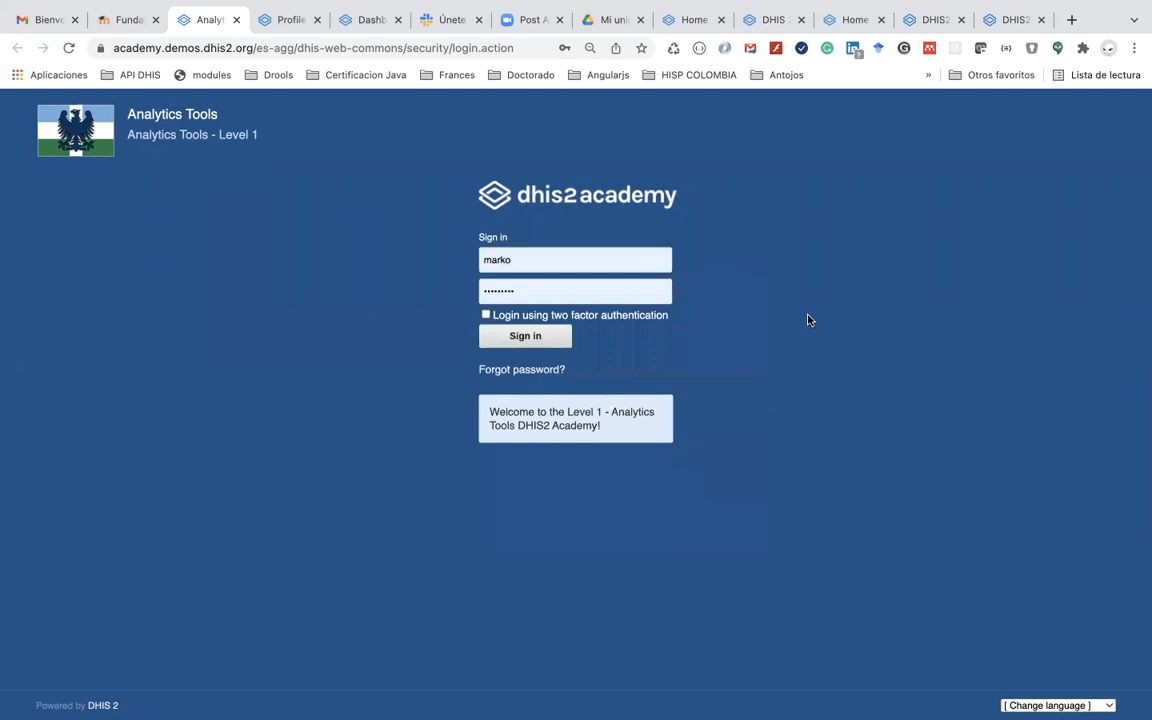 Bienve
Funda
Analyt
Profile
Dashb
Únete
Post A
Mi uni
Home
DHIS
Home
DHIS2
DHIS2
academy.demos.dhis2.org/es-agg/dhis-web-commons/security/login.action
Aplicaciones
API DHIS
modules
Drools
Certificacion Java
Frances
Doctorado
Angularjs
HISP COLOMBIA
Antojos
»
Otros favoritos
Lista de lectura
Analytics Tools
Analytics Tools - Level 1
dhis2 academy
Sign in
marko
•••••••••
Login using two factor authentication
Sign in
Forgot password?
Welcome to the Level 1 - Analytics
Tools DHIS2 Academy!
Powered by DHIS 2
[ Change language ]